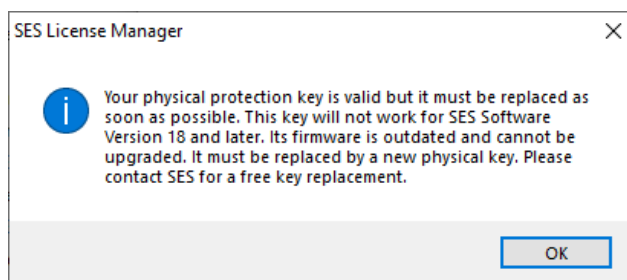 SES License Manager
Your physical protection key is valid but it must be replaced as
soon as possible. This key will not work for SES Software
Version 18 and later. Its firmware is outdated and cannot be
upgraded. It must be replaced by a new physical key. Please
contact SES for a free key replacement.
OK